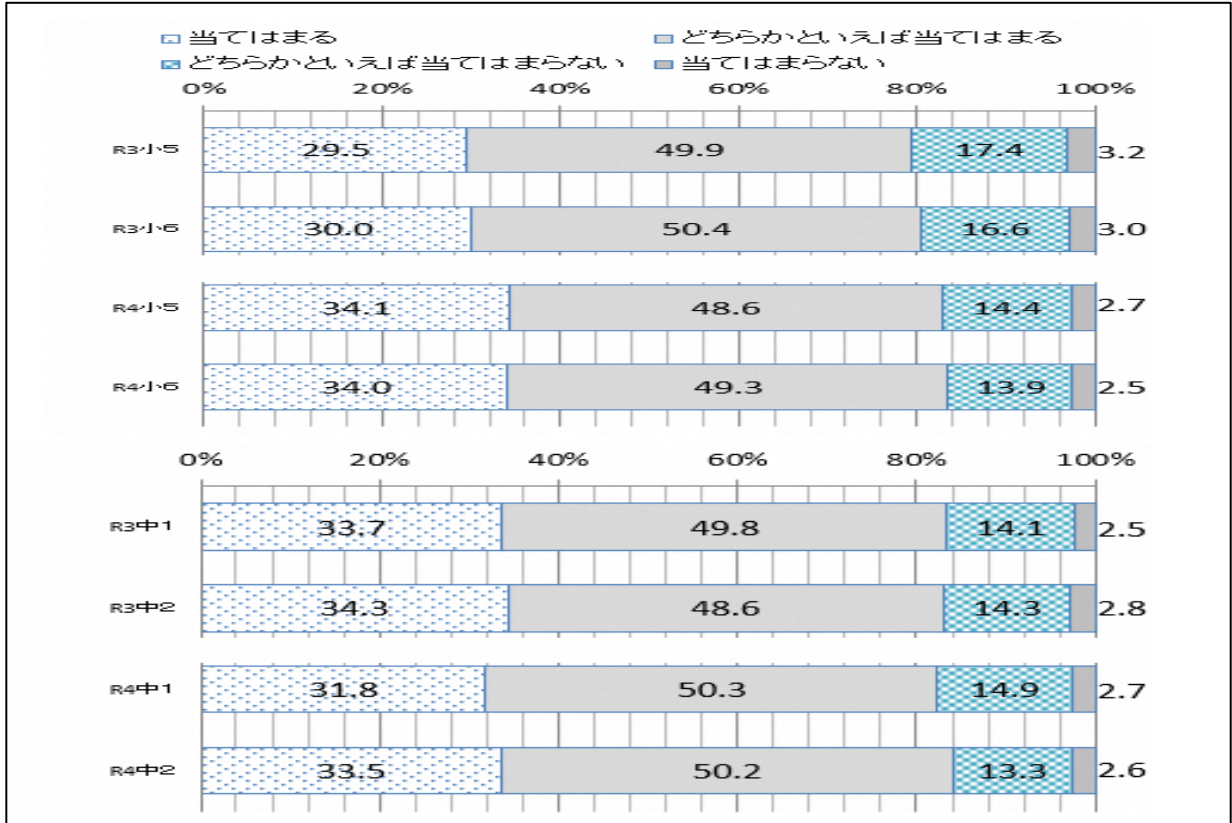 当てはまる どちらかといえば当てはまる
どちらかといえば当てはまらない 当てはまらない
0% 20% 40% 60% 80% 100%
R3小5 29.5 49.9 17.4 3.2
R3小6 30.0 50.4 16.6 3.0
R4小5 34.1 48.6 14.4 2.7
R4小6 34.0 49.3 13.9 2.5
0% 20% 40% 60% 80% 100%
R3中1 33.7 49.8 14.1 2.5
R3中2 34.3 48.6 14.3 2.8
R4中1 31.8 50.3 14.9 2.7
R4中2 33.5 50.2 13.3 2.6